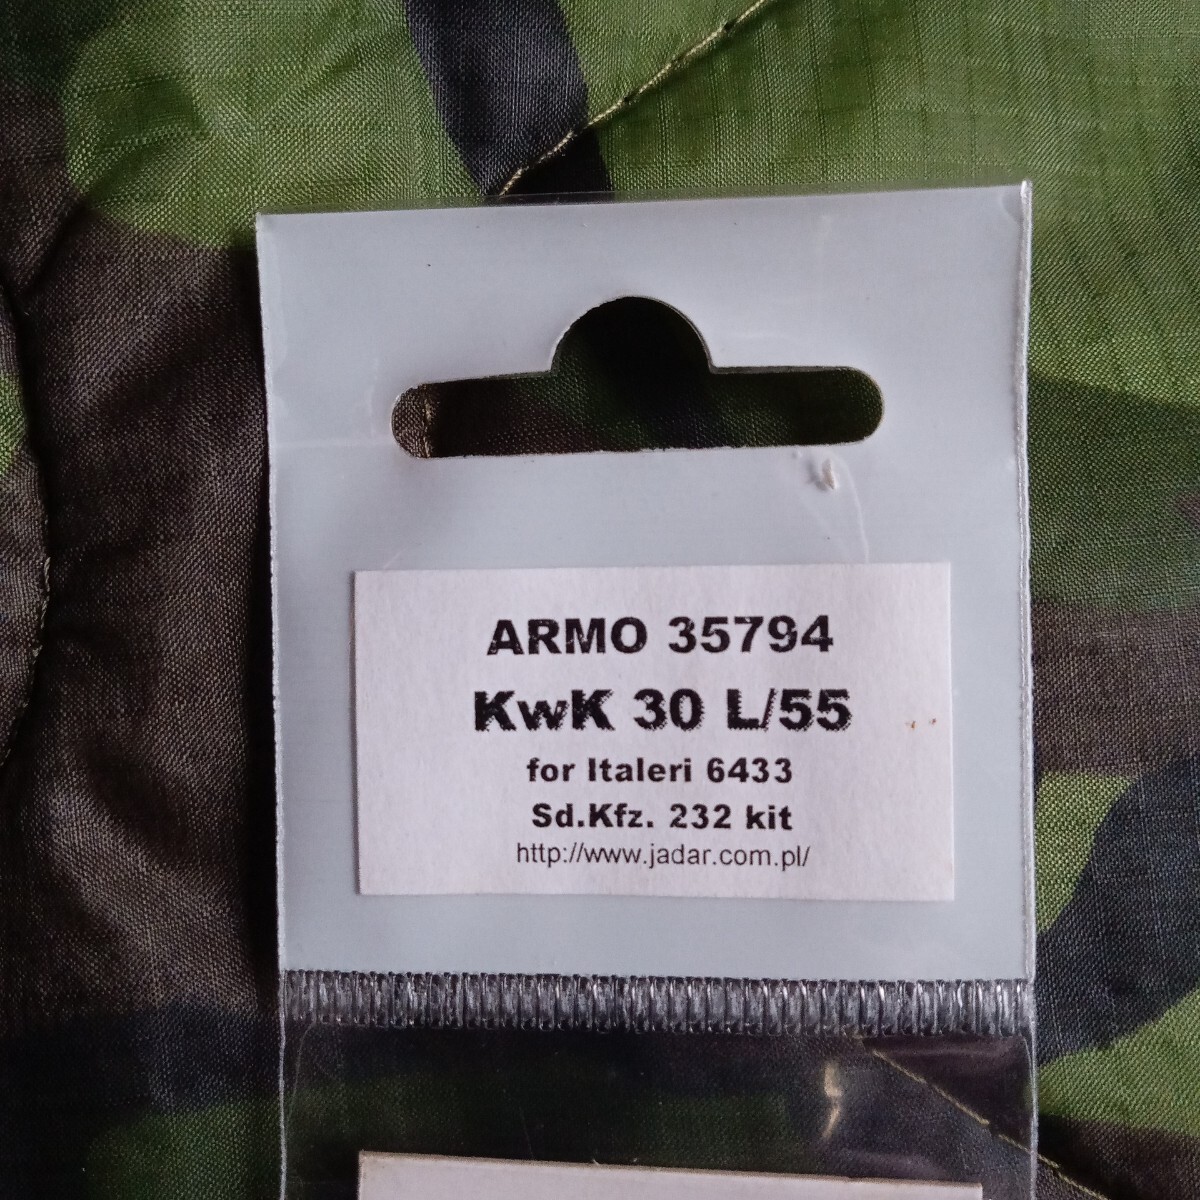 ARMO 35794
KwK 30 L/55
for Italeri 6433
Sd.Kfz. 232 kit
http://www.jadar.com.pl/